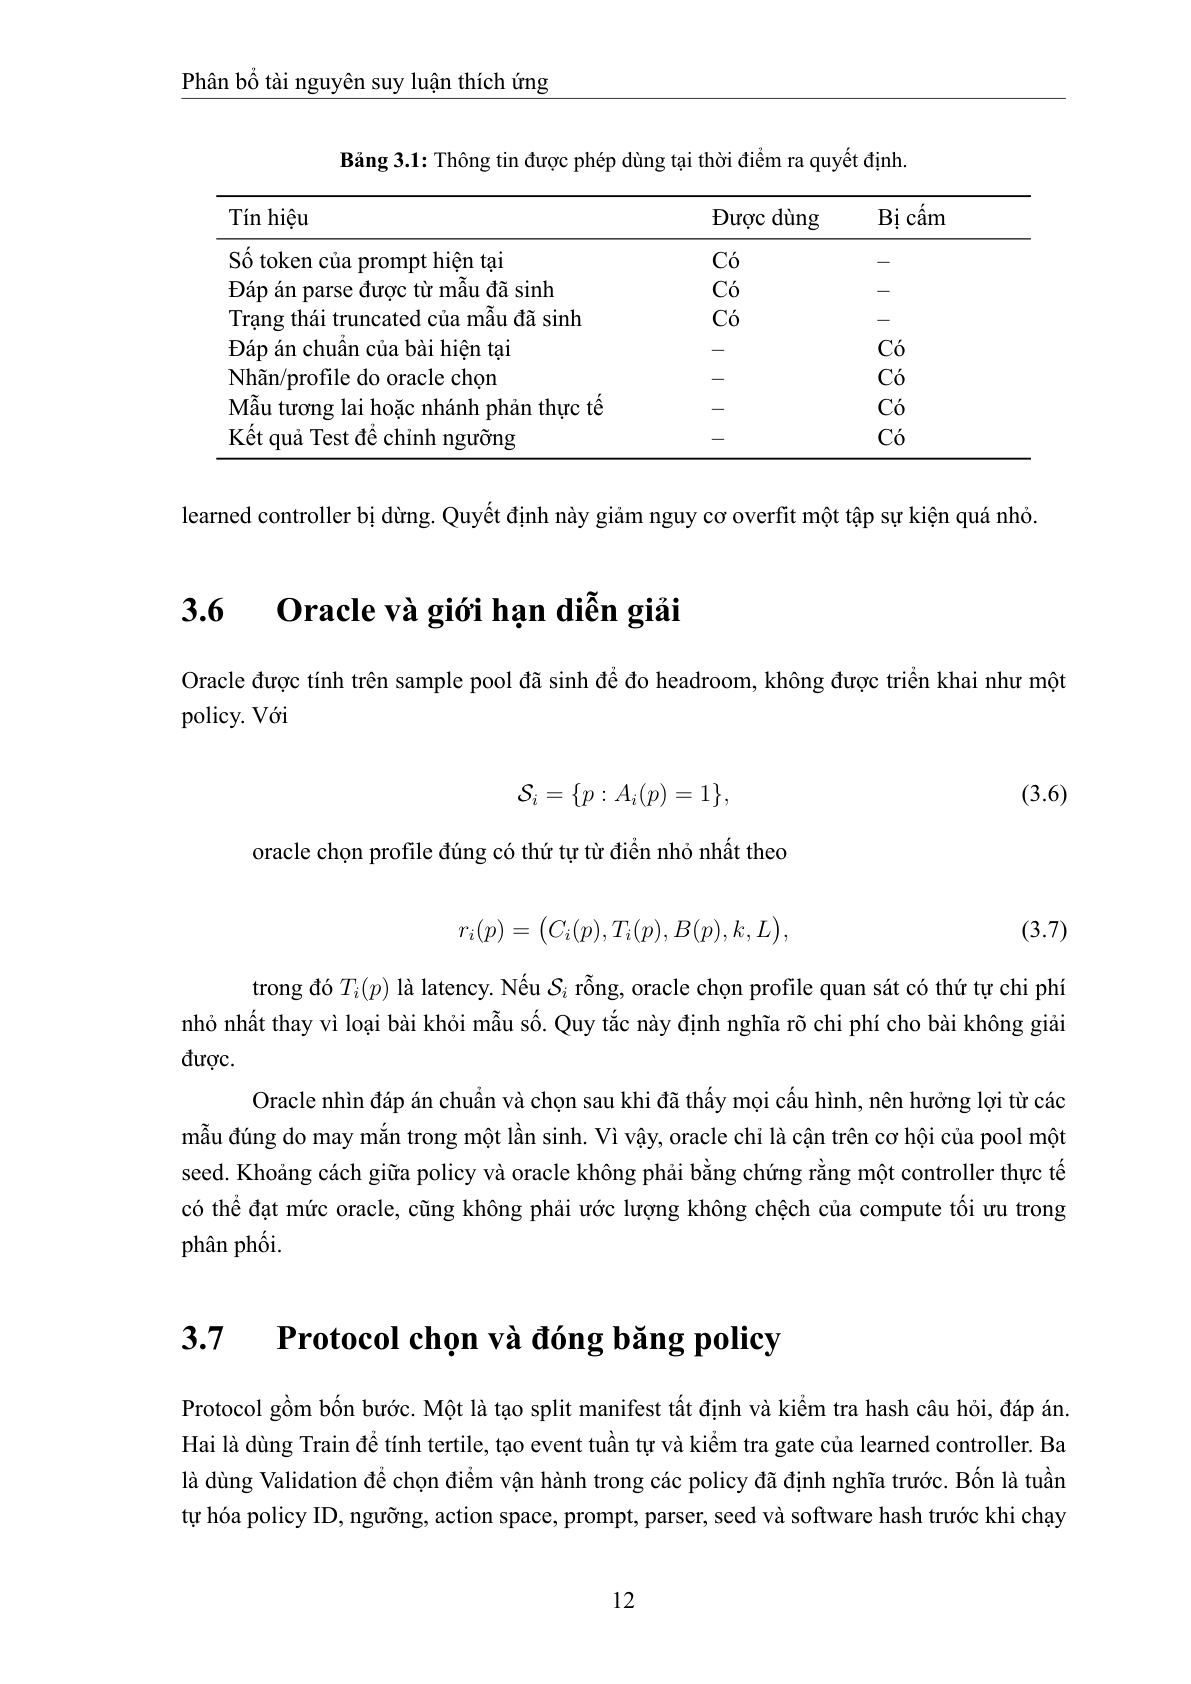 Phân bổ tài nguyên suy luận thích ứng
Bảng 3.1: Thông tin được phép dùng tại thời điểm ra quyết định.
Tín hiệu Được dùng Bị cấm
Số token của prompt hiện tại Có –
Đáp án parse được từ mẫu đã sinh Có –
Trạng thái truncated của mẫu đã sinh Có –
Đáp án chuẩn của bài hiện tại – Có
Nhãn/profile do oracle chọn – Có
Mẫu tương lai hoặc nhánh phản thực tế – Có
Kết quả Test để chỉnh ngưỡng – Có
learned controller bị dừng. Quyết định này giảm nguy cơ overfit một tập sự kiện quá nhỏ.
3.6 Oracle và giới hạn diễn giải
Oracle được tính trên sample pool đã sinh để đo headroom, không được triển khai như một
policy. Với
𝒮ᵢ = {p : Aᵢ(p) = 1}, (3.6)
oracle chọn profile đúng có thứ tự từ điển nhỏ nhất theo
rᵢ(p) = (Cᵢ(p), Tᵢ(p), B(p), k, L), (3.7)
trong đó Tᵢ(p) là latency. Nếu 𝒮ᵢ rỗng, oracle chọn profile quan sát có thứ tự chi phí
nhỏ nhất thay vì loại bài khỏi mẫu số. Quy tắc này định nghĩa rõ chi phí cho bài không giải
được.
Oracle nhìn đáp án chuẩn và chọn sau khi đã thấy mọi cấu hình, nên hưởng lợi từ các
mẫu đúng do may mắn trong một lần sinh. Vì vậy, oracle chỉ là cận trên cơ hội của pool một
seed. Khoảng cách giữa policy và oracle không phải bằng chứng rằng một controller thực tế
có thể đạt mức oracle, cũng không phải ước lượng không chệch của compute tối ưu trong
phân phối.
3.7 Protocol chọn và đóng băng policy
Protocol gồm bốn bước. Một là tạo split manifest tất định và kiểm tra hash câu hỏi, đáp án.
Hai là dùng Train để tính tertile, tạo event tuần tự và kiểm tra gate của learned controller. Ba
là dùng Validation để chọn điểm vận hành trong các policy đã định nghĩa trước. Bốn là tuần
tự hóa policy ID, ngưỡng, action space, prompt, parser, seed và software hash trước khi chạy
12